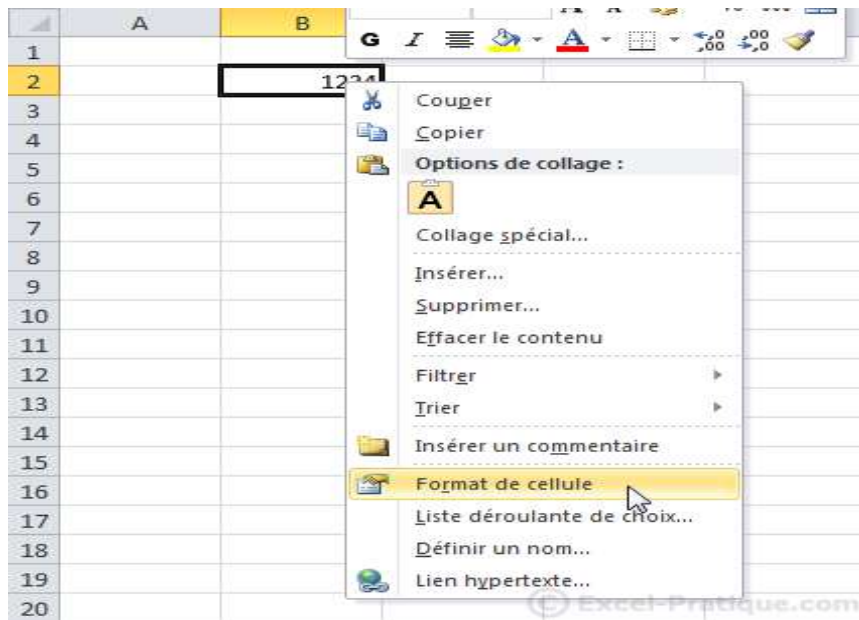 A B
G I A
1
2 1234
3
4
5
6
7
8
9
10
11
12
13
14
15
16
17
18
19
20
Couper
Copier
Options de collage :
A
Collage spécial...
Insérer...
Supprimer...
Effacer le contenu
Filtrer
Trier
Insérer un commentaire
Format de cellule
Liste déroulante de choix...
Définir un nom...
Lien hypertexte...
© Excel-Pratique.com